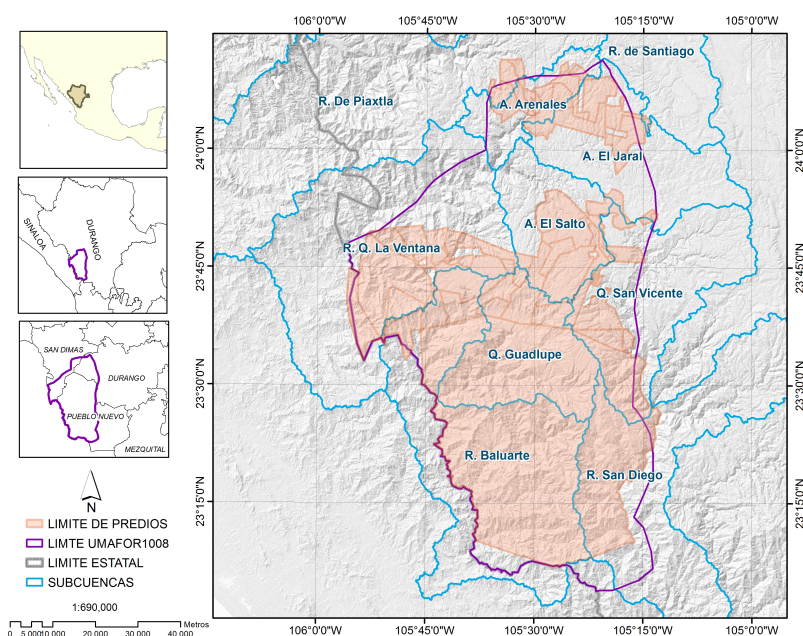 106°0'0"W 105°45'0"W 105°30'0"W 105°15'0"W 105°0'0"W
R. de Santiago
R. De Piaxtla
A. Arenales
A. El Jaral
A. El Salto
R. Q. La Ventana
Q. San Vicente
Q. Guadlupe
R. Baluarte
R. San Diego
24°0'0"N
23°45'0"N
23°30'0"N
23°15'0"N
24°0'0"N
23°45'0"N
23°30'0"N
23°15'0"N
106°0'0"W 105°45'0"W 105°30'0"W 105°15'0"W 105°0'0"W
SINALOA
DURANGO
SAN DIMAS
DURANGO
PUEBLO NUEVO
MEZQUITAL
N
LIMITE DE PREDIOS
LIMTE UMAFOR1008
LIMITE ESTATAL
SUBCUENCAS
1:690,000
Metros
0 5 00010,000 20,000 30,000 40,000